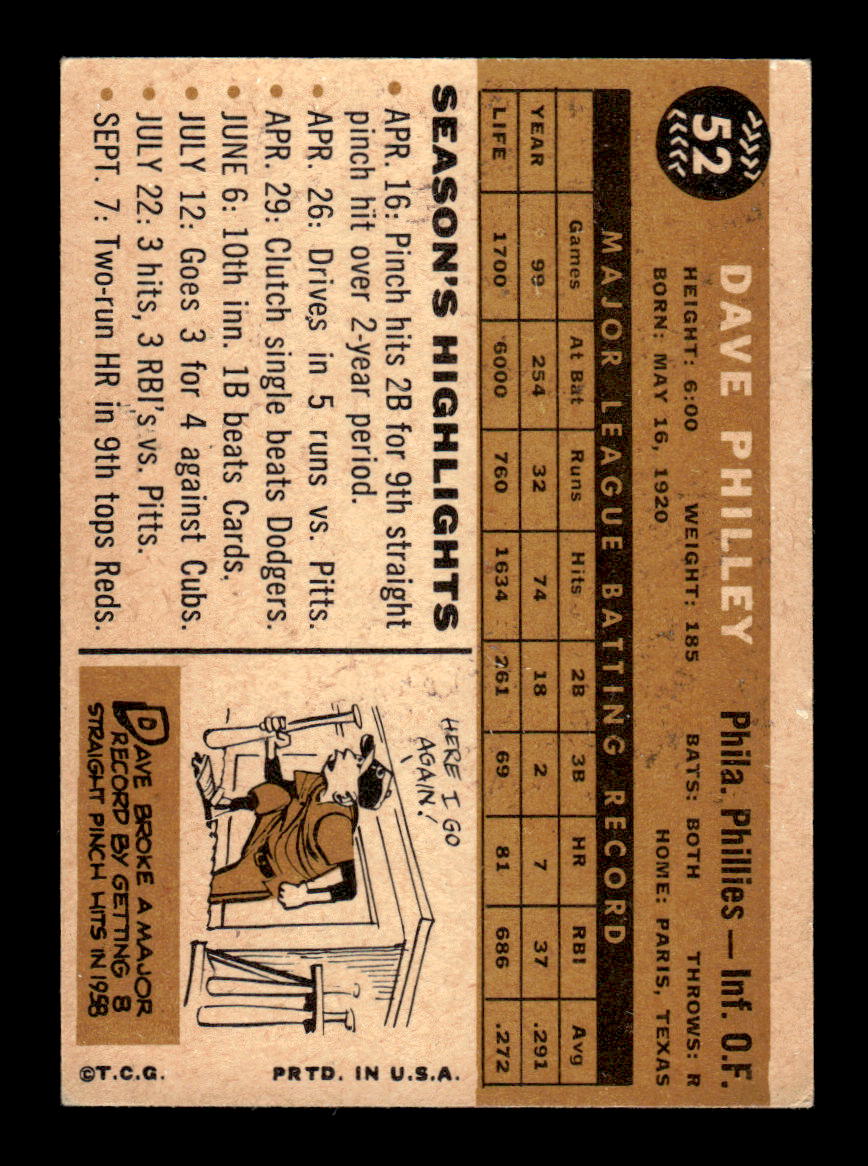 52
DAVE PHILLEY Phila. Phillies — Inf. O.F.
HEIGHT: 6:00 WEIGHT: 185 BATS: BOTH THROWS: R
BORN: MAY 16, 1920 HOME: PARIS, TEXAS
MAJOR LEAGUE BATTING RECORD
Games At Bat Runs Hits 2B 3B HR RBI Avg
YEAR 99 254 32 74 18 2 7 37 .291
LIFE 1700 6000 760 1634 261 69 81 686 .272
SEASON'S HIGHLIGHTS
• APR. 16: Pinch hits 2B for 9th straight
pinch hit over 2-year period.
• APR. 26: Drives in 5 runs vs. Pitts.
• APR. 29: Clutch single beats Dodgers.
• JUNE 6: 10th inn. 1B beats Cards.
• JULY 12: Goes 3 for 4 against Cubs.
• JULY 22: 3 hits, 3 RBI's vs. Pitts.
• SEPT. 7: Two-run HR in 9th tops Reds.
HERE I GO
AGAIN!
DAVE BROKE A MAJOR
RECORD BY GETTING 8
STRAIGHT PINCH HITS IN 1958
©T.C.G. PRTD. IN U.S.A.